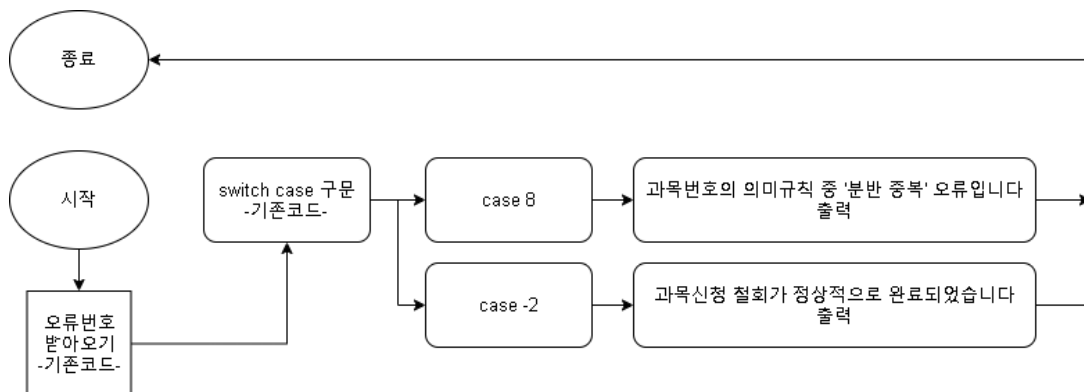 종료
시작
switch case 구문
-기존코드-
case 8
과목번호의 의미규칙 중 '분반 중복' 오류입니다
출력
case -2
과목신청 철회가 정상적으로 완료되었습니다
출력
오류번호
받아오기
-기존코드-